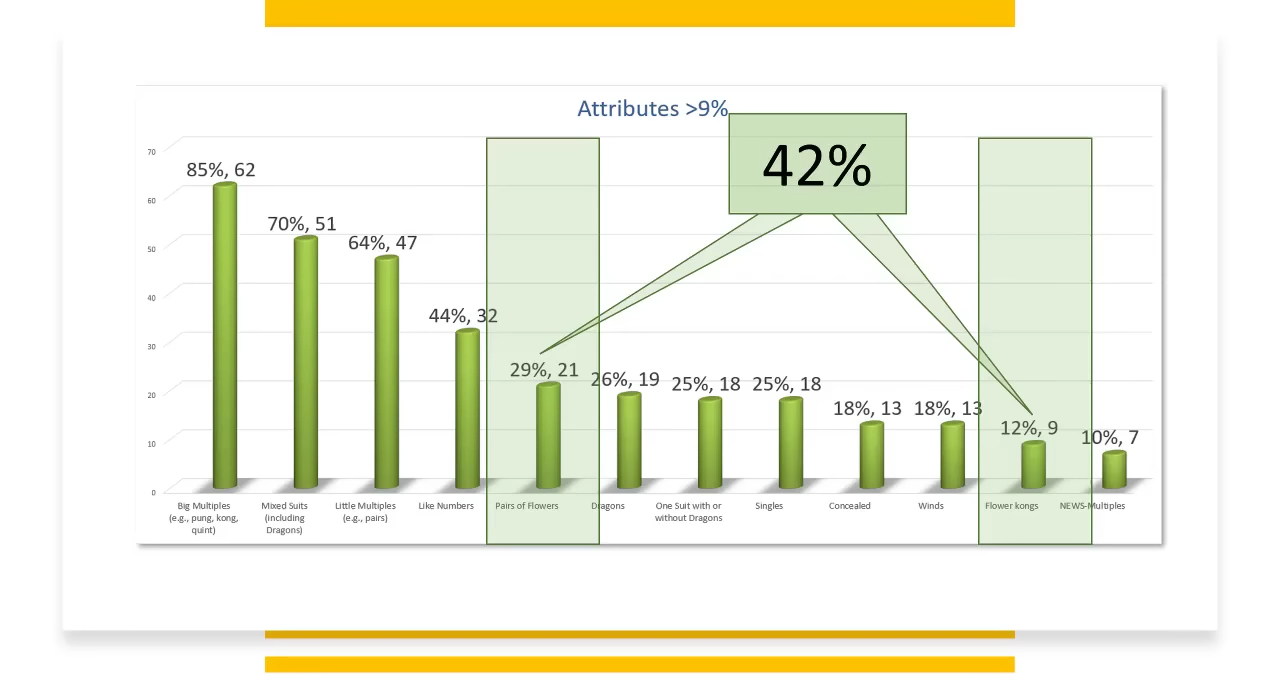 Attributes >9%
42%
70
60
50
40
30
20
10
0
85%, 62
70%, 51
64%, 47
44%, 32
29%, 21
26%, 19
25%, 18
25%, 18
18%, 13
18%, 13
12%, 9
10%, 7
Big Multiples
(e.g., pung, kong,
quint)
Mixed Suits
(including
Dragons)
Little Multiples
(e.g., pairs)
Like Numbers
Pairs of Flowers
Dragons
One Suit with or
without Dragons
Singles
Concealed
Winds
Flower kongs
NEWS-Multiples